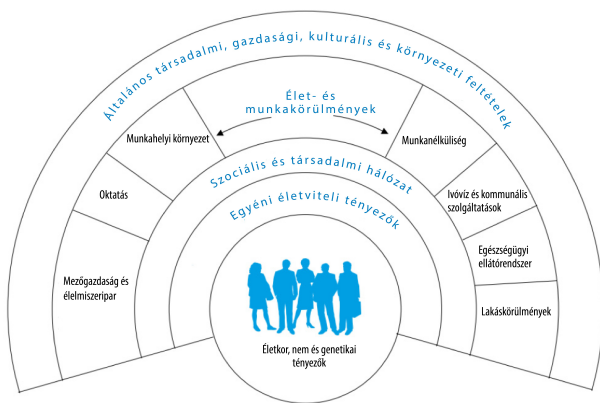 Általános társadalmi, gazdasági, kulturális és környezeti feltételek
Élet- és
munkakörülmények
Munkahelyi környezet
Munkanélküliség
Szociális és társadalmi hálózat
Oktatás
Ivóvíz és kommunális
szolgáltatások
Egyéni életviteli tényezők
Egészségügyi
ellátórendszer
Mezőgazdaság és
élelmiszeripar
Lakáskörülmények
Életkor, nem és genetikai
tényezők